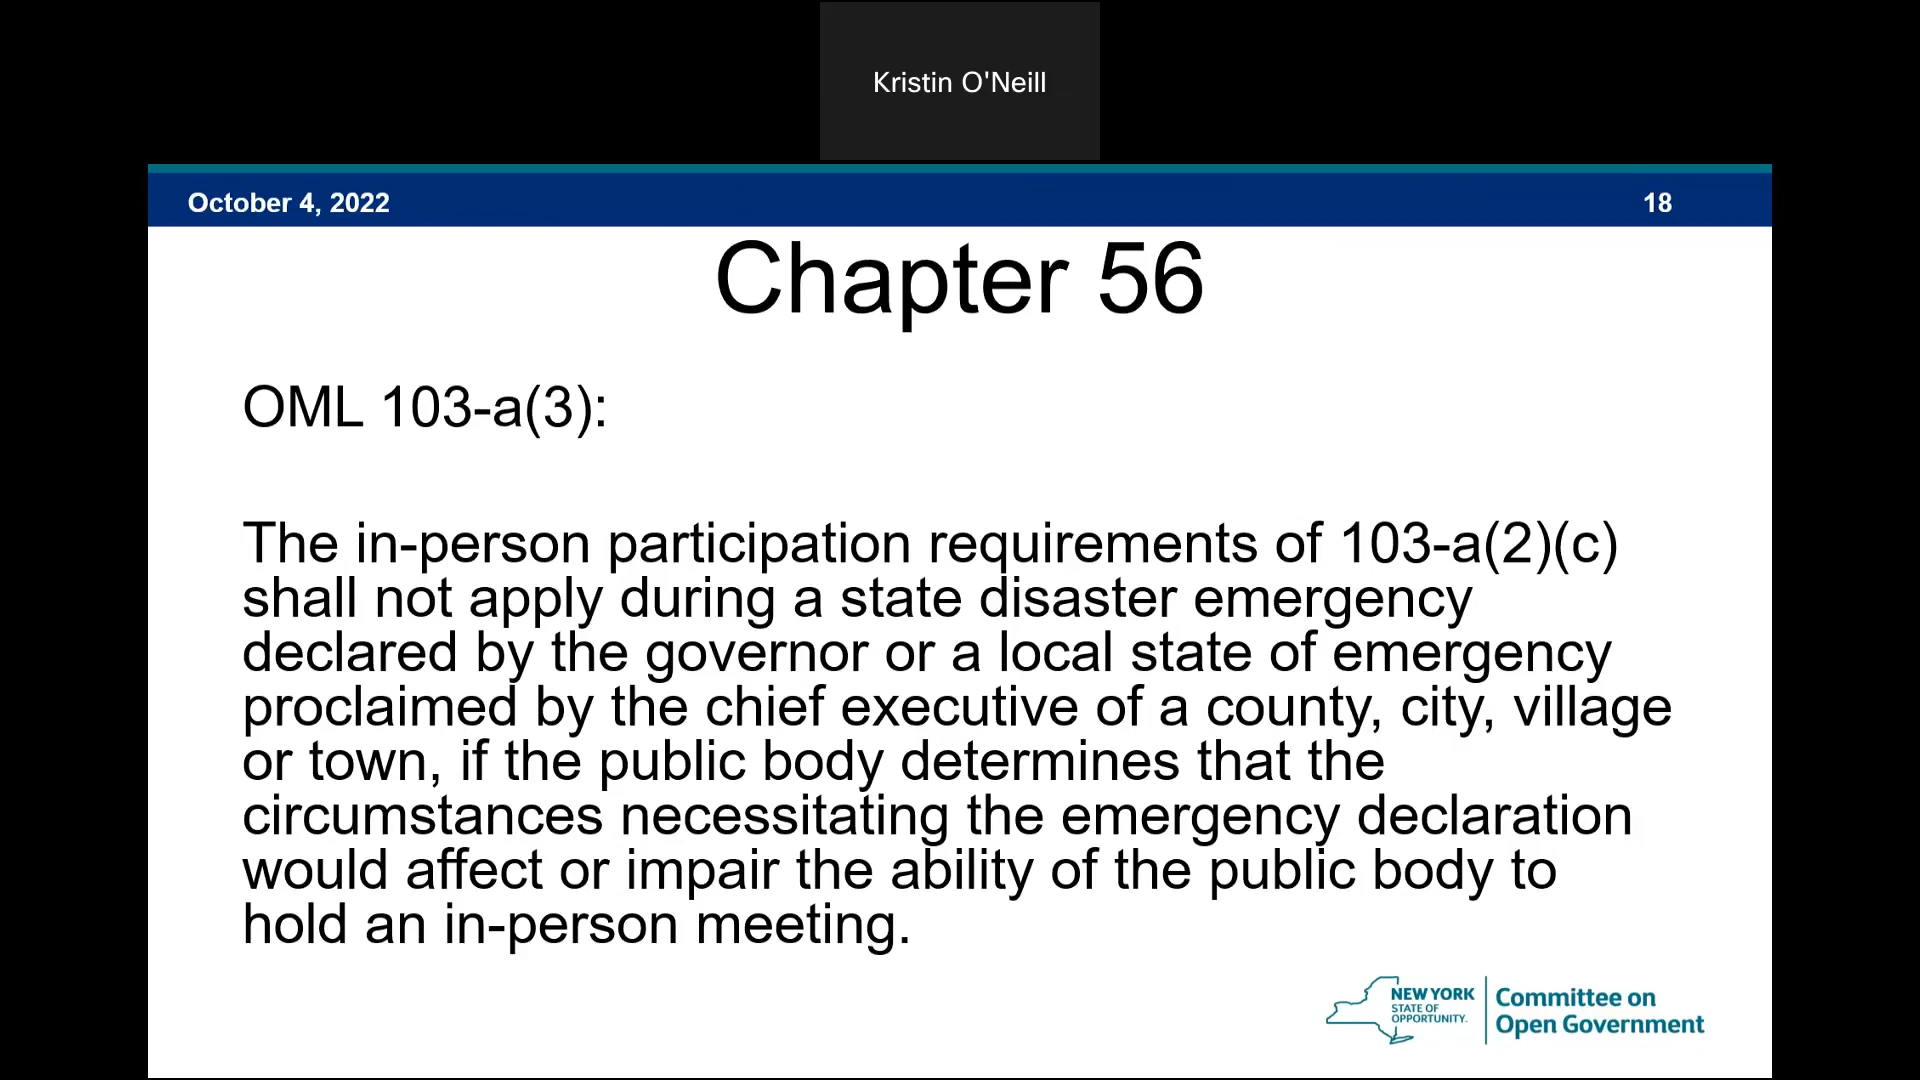 Kristin O'Neill
October 4, 2022
18
Chapter 56
OML 103-a(3):
The in-person participation requirements of 103-a(2)(c)
shall not apply during a state disaster emergency
declared by the governor or a local state of emergency
proclaimed by the chief executive of a county, city, village
or town, if the public body determines that the
circumstances necessitating the emergency declaration
would affect or impair the ability of the public body to
hold an in-person meeting.
NEW YORK
STATE OF
OPPORTUNITY.
Committee on
Open Government